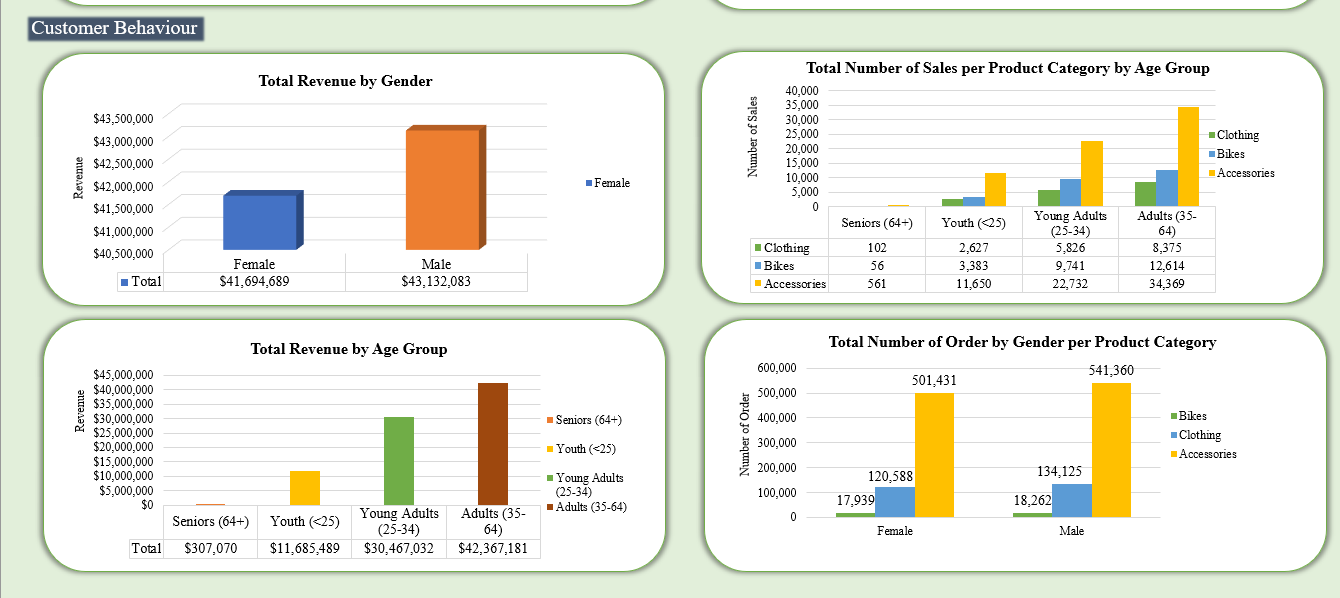 Customer Behaviour
Total Revenue by Gender
Revenue
$43,500,000
$43,000,000
$42,500,000
$42,000,000
$41,500,000
$41,000,000
$40,500,000
Female
Female Male
Total $41,694,689 $43,132,083
Total Number of Sales per Product Category by Age Group
Number of Sales
40,000
35,000
30,000
25,000
20,000
15,000
10,000
5,000
0
Clothing
Bikes
Accessories
Seniors (64+) Youth (<25) Young Adults (25-34) Adults (35-64)
Clothing 102 2,627 5,826 8,375
Bikes 56 3,383 9,741 12,614
Accessories 561 11,650 22,732 34,369
Total Revenue by Age Group
Revenue
$45,000,000
$40,000,000
$35,000,000
$30,000,000
$25,000,000
$20,000,000
$15,000,000
$10,000,000
$5,000,000
$0
Seniors (64+)
Youth (<25)
Young Adults
(25-34)
Adults (35-64)
Seniors (64+) Youth (<25) Young Adults (25-34) Adults (35-64)
Total $307,070 $11,685,489 $30,467,032 $42,367,181
Total Number of Order by Gender per Product Category
Number of Order
600,000
500,000
400,000
300,000
200,000
100,000
0
17,939 120,588 501,431
18,262 134,125 541,360
Female Male
Bikes
Clothing
Accessories